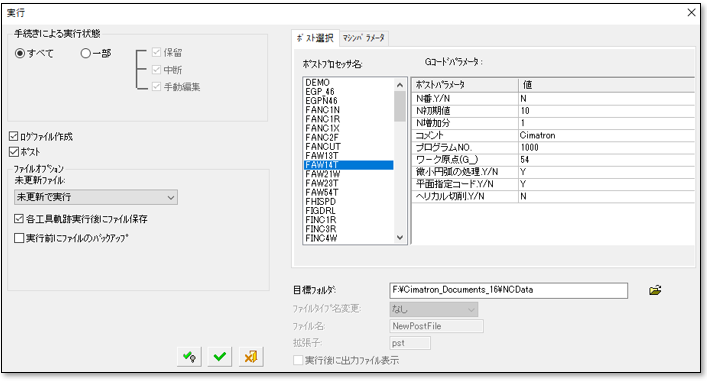 実行
手続きによる実行状態
すべて 一部
保留
中断
手動編集
ログファイル作成
ポスト
ファイルオプション
未更新ファイル:
未更新で実行
各工具軌跡実行後にファイル保存
実行前にファイルのバックアップ
ポスト選択 マシンパラメータ
ポストプロセッサ名:
DEMO
EGP_46
EGPN46
FANC1N
FANC1R
FANC1X
FANC2F
FANCUT
FAW13T
FAW14T
FAW21W
FAW23T
FAW54T
FHISPD
FIGDRL
FINC1R
FINC3R
FINC4W
Gコードパラメータ:
ポストパラメータ 値
N番.Y/N N
N初期値 10
N増加分 1
コメント Cimatron
プログラムNO. 1000
ワーク原点(G_) 54
微小円弧の処理.Y/N Y
平面指定コード.Y/N Y
ヘリカル切削.Y/N Y
目標フォルダ: F:¥Cimatron_Documents_16¥NCData
ファイルタイプ名変更: なし
ファイル名: NewPostFile
拡張子: pst
実行後に出力ファイル表示